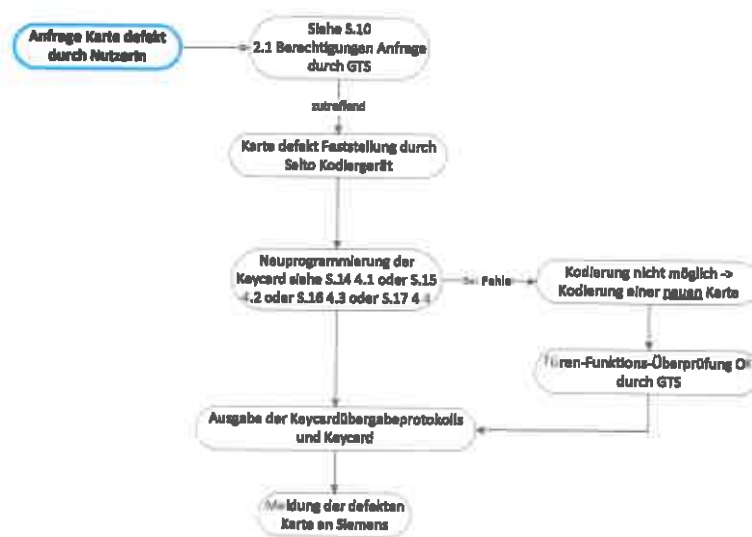 Anfrage Karte defekt
durch NutzerIn
Siehe S.10
2.1 Berechtigungen Anfrage
durch GTS
zutreffend
Karte defekt Feststellung durch
Salto Kodiergerät
Neuprogrammierung der
Keycard siehe S.14 4.1 oder S.15
4.2 oder S.16 4.3 oder S.17 4.4
Bei Fehler
Kodierung nicht möglich ->
Kodierung einer neuen Karte
Türen-Funktions-Überprüfung OK
durch GTS
Ausgabe der Keycardübergabeprotokolls
und Keycard
Meldung der defekten
Karte an Siemens